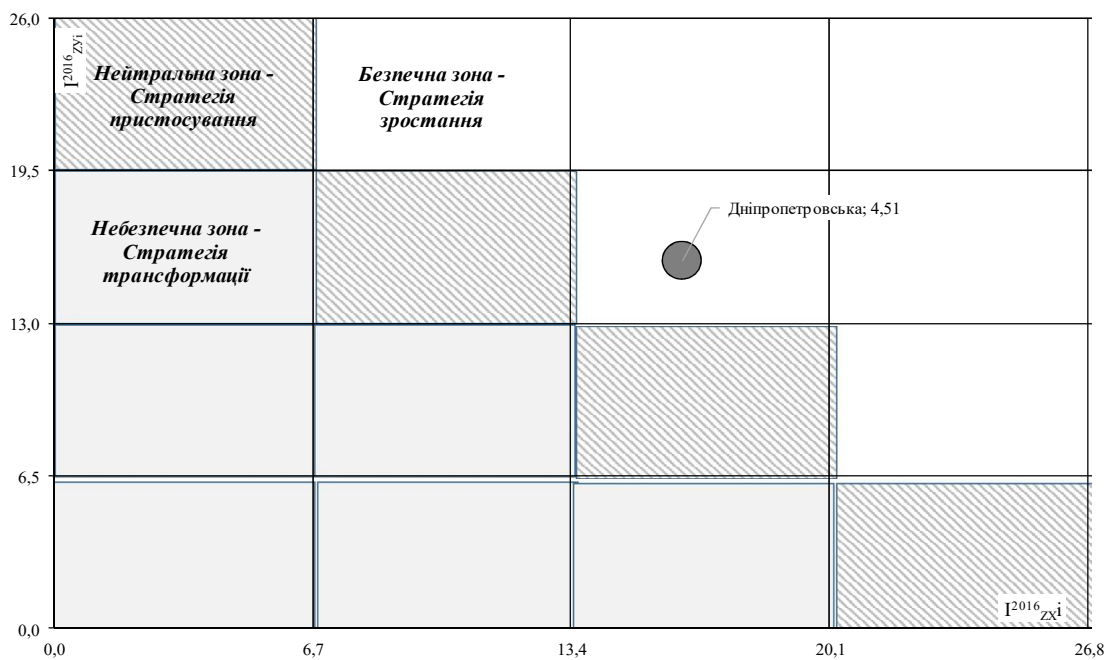 26,0
I²⁰¹⁶ZУi
Нейтральна зона -
Стратегія
пристосування
Безпечна зона -
Стратегія
зростання
19,5
Дніпропетровська; 4,51
Небезпечна зона -
Стратегія
трансформації
13,0
6,5
I²⁰¹⁶ZXi
0,0
0,0 6,7 13,4 20,1 26,8